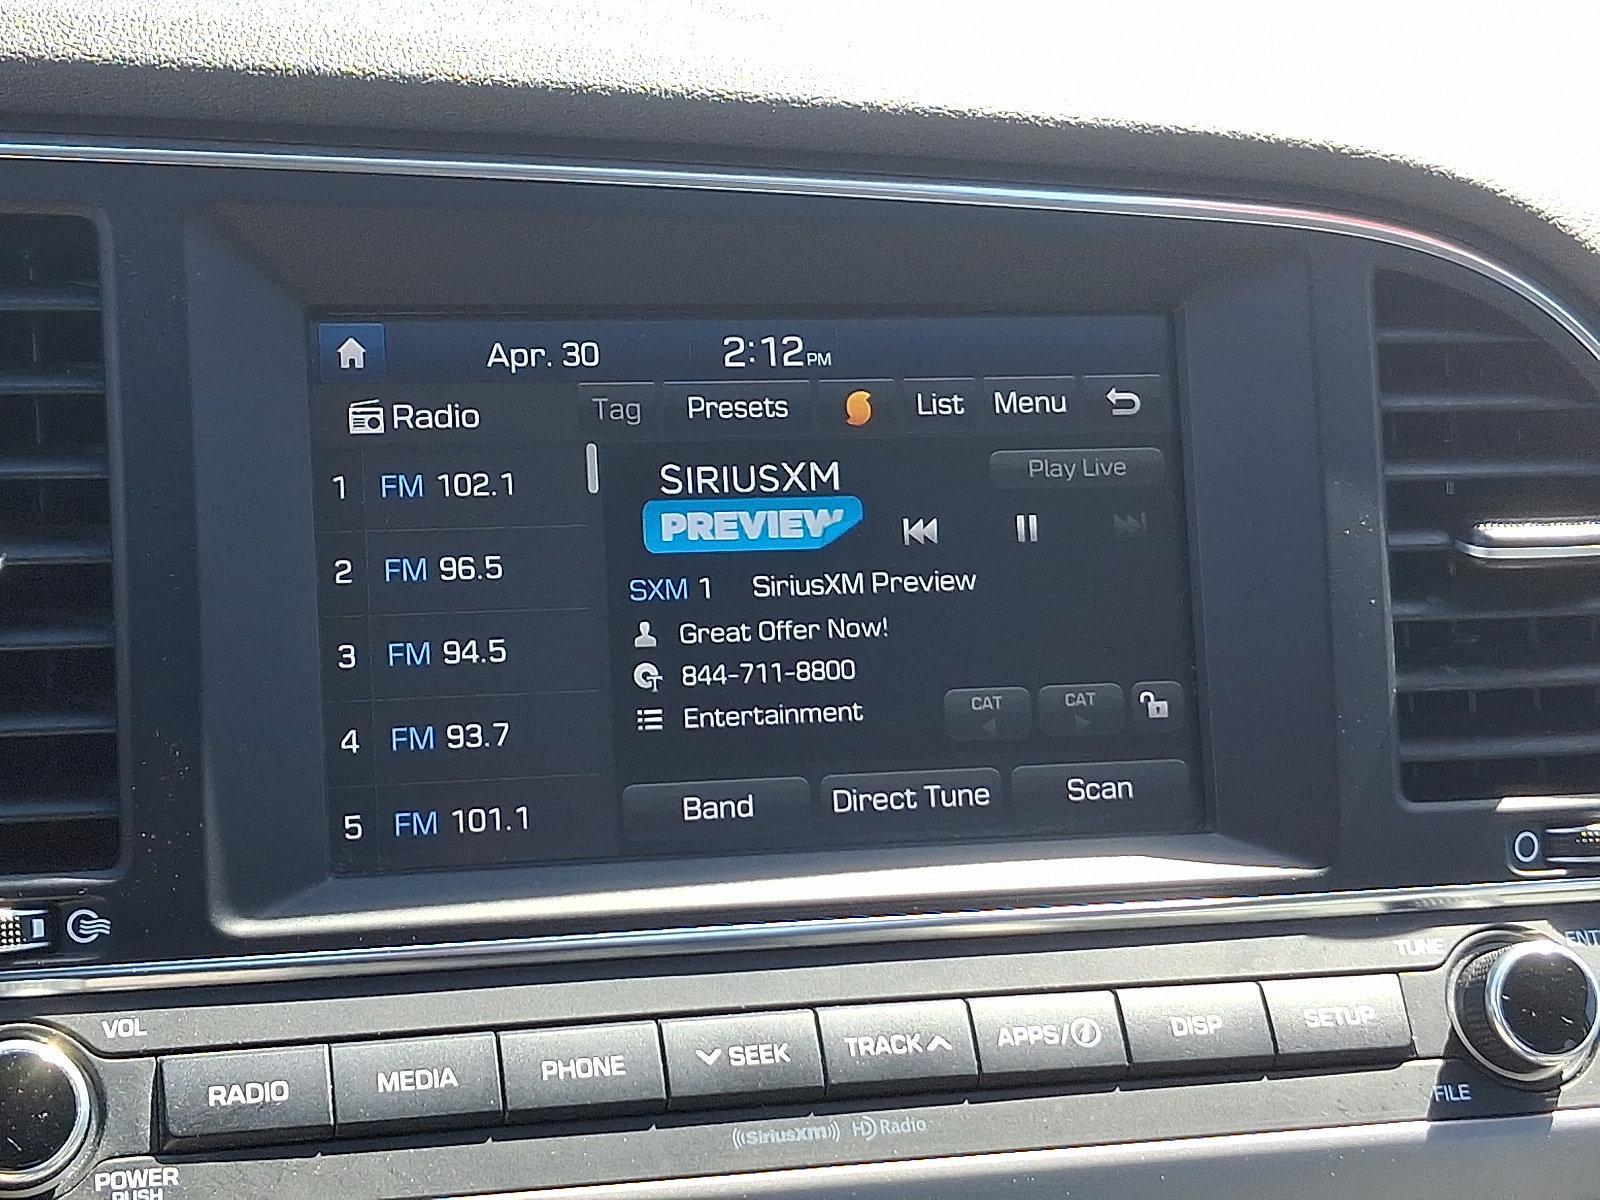 Apr. 30 2:12 PM
Radio Tag Presets List Menu
1 FM 102.1
2 FM 96.5
3 FM 94.5
4 FM 93.7
5 FM 101.1
SIRIUSXM
PREVIEW
Play Live
SXM 1 SiriusXM Preview
Great Offer Now!
844-711-8800
Entertainment
CAT CAT
Band Direct Tune Scan
VOL
TUNE
RADIO MEDIA PHONE SEEK TRACK APPS/i DISP SETUP
FILE
((SiriusXM)) HD Radio
POWER
PUSH